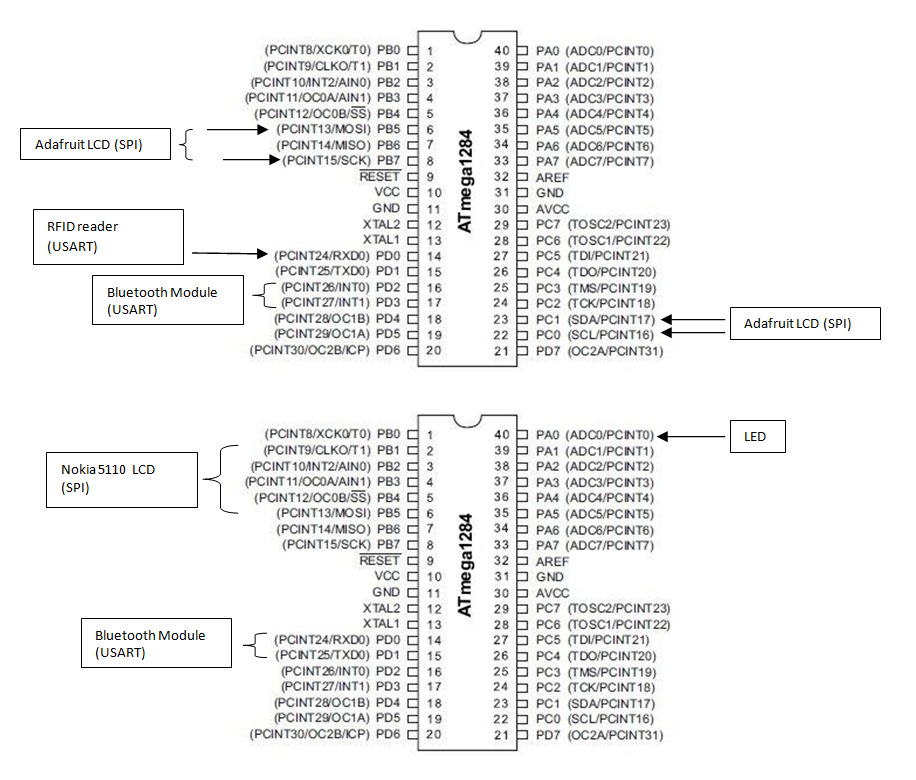 (PCINT8/XCK0/T0) PB0 1 40 PA0 (ADC0/PCINT0)
(PCINT9/CLKO/T1) PB1 2 39 PA1 (ADC1/PCINT1)
(PCINT10/INT2/AIN0) PB2 3 38 PA2 (ADC2/PCINT2)
(PCINT11/OC0A/AIN1) PB3 4 37 PA3 (ADC3/PCINT3)
(PCINT12/OC0B/SS) PB4 5 36 PA4 (ADC4/PCINT4)
(PCINT13/MOSI) PB5 6 35 PA5 (ADC5/PCINT5)
Adafruit LCD (SPI)
(PCINT14/MISO) PB6 7 34 PA6 (ADC6/PCINT6)
(PCINT15/SCK) PB7 8 33 PA7 (ADC7/PCINT7)
RESET 9 32 AREF
VCC 10 31 GND
GND 11 30 AVCC
XTAL2 12 29 PC7 (TOSC2/PCINT23)
XTAL1 13 28 PC6 (TOSC1/PCINT22)
(PCINT24/RXD0) PD0 14 27 PC5 (TDI/PCINT21)
(PCINT25/TXD0) PD1 15 26 PC4 (TDO/PCINT20)
(PCINT26/INT0) PD2 16 25 PC3 (TMS/PCINT19)
(PCINT27/INT1) PD3 17 24 PC2 (TCK/PCINT18)
(PCINT28/OC1B) PD4 18 23 PC1 (SDA/PCINT17)
(PCINT29/OC1A) PD5 19 22 PC0 (SCL/PCINT16)
(PCINT30/OC2B/ICP) PD6 20 21 PD7 (OC2A/PCINT31)
ATmega1284
RFID reader
(USART)
Bluetooth Module
(USART)
Adafruit LCD (SPI)
(PCINT8/XCK0/T0) PB0 1 40 PA0 (ADC0/PCINT0)
LED
(PCINT9/CLKO/T1) PB1 2 39 PA1 (ADC1/PCINT1)
(PCINT10/INT2/AIN0) PB2 3 38 PA2 (ADC2/PCINT2)
(PCINT11/OC0A/AIN1) PB3 4 37 PA3 (ADC3/PCINT3)
(PCINT12/OC0B/SS) PB4 5 36 PA4 (ADC4/PCINT4)
(PCINT13/MOSI) PB5 6 35 PA5 (ADC5/PCINT5)
(PCINT14/MISO) PB6 7 34 PA6 (ADC6/PCINT6)
(PCINT15/SCK) PB7 8 33 PA7 (ADC7/PCINT7)
RESET 9 32 AREF
VCC 10 31 GND
GND 11 30 AVCC
XTAL2 12 29 PC7 (TOSC2/PCINT23)
XTAL1 13 28 PC6 (TOSC1/PCINT22)
(PCINT24/RXD0) PD0 14 27 PC5 (TDI/PCINT21)
(PCINT25/TXD0) PD1 15 26 PC4 (TDO/PCINT20)
(PCINT26/INT0) PD2 16 25 PC3 (TMS/PCINT19)
(PCINT27/INT1) PD3 17 24 PC2 (TCK/PCINT18)
(PCINT28/OC1B) PD4 18 23 PC1 (SDA/PCINT17)
(PCINT29/OC1A) PD5 19 22 PC0 (SCL/PCINT16)
(PCINT30/OC2B/ICP) PD6 20 21 PD7 (OC2A/PCINT31)
ATmega1284
Nokia 5110 LCD
(SPI)
Bluetooth Module
(USART)